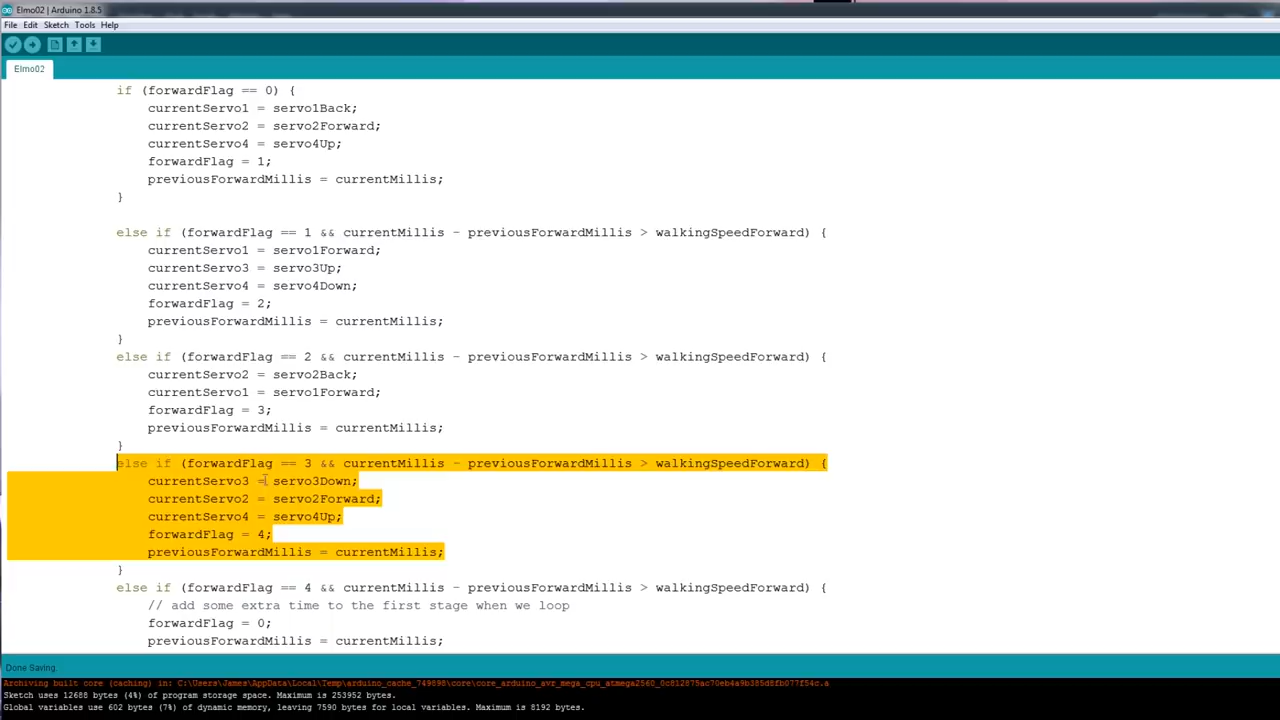 Elmo02 | Arduino 1.8.5
File Edit Sketch Tools Help
Elmo02
if (forwardFlag == 0) {
currentServo1 = servo1Back;
currentServo2 = servo2Forward;
currentServo4 = servo4Up;
forwardFlag = 1;
previousForwardMillis = currentMillis;
}
else if (forwardFlag == 1 && currentMillis - previousForwardMillis > walkingSpeedForward) {
currentServo1 = servo1Forward;
currentServo3 = servo3Up;
currentServo4 = servo4Down;
forwardFlag = 2;
previousForwardMillis = currentMillis;
}
else if (forwardFlag == 2 && currentMillis - previousForwardMillis > walkingSpeedForward) {
currentServo2 = servo2Back;
currentServo1 = servo1Forward;
forwardFlag = 3;
previousForwardMillis = currentMillis;
}
else if (forwardFlag == 3 && currentMillis - previousForwardMillis > walkingSpeedForward) {
currentServo3 = servo3Down;
currentServo2 = servo2Forward;
currentServo4 = servo4Up;
forwardFlag = 4;
previousForwardMillis = currentMillis;
}
else if (forwardFlag == 4 && currentMillis - previousForwardMillis > walkingSpeedForward) {
// add some extra time to the first stage when we loop
forwardFlag = 0;
previousForwardMillis = currentMillis;
Done Saving.
Archiving built core (caching) in:
Sketch uses 12688 bytes (4%) of program storage space. Maximum is 253952 bytes.
Global variables use 602 bytes (7%) of dynamic memory, leaving 7590 bytes for local variables. Maximum is 8192 bytes.